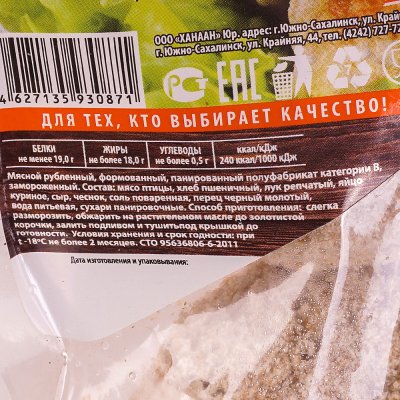 ООО "ХАНААН" Юр. адрес: г.Южно-Сахалинск, ул. Крайняя
г. Южно-Сахалинск, ул. Крайняя, 44, тел. (4242) 727-72
РСТ ЕАС
4627135930871
ДЛЯ ТЕХ, КТО ВЫБИРАЕТ КАЧЕСТВО!
БЕЛКИ ЖИРЫ УГЛЕВОДЫ ккал/кДж
не менее 19,0 г не более 18,0 г не более 0,5 г 240 ккал/1000 кДж
Мясной рубленный, формованный, панированный полуфабрикат категории В,
замороженный. Состав: мясо птицы, хлеб пшеничный, лук репчатый, яйцо
куриное, сыр, чеснок, соль поваренная, перец черный молотый,
вода питьевая, сухари панировочные. Способ приготовления: слегка
разморозить, обжарить на растительном масле до золотистой
корочки, залить подливом и тушитьпод крышкой до
готовности. Условия хранения и срок годности: при
t -18°С не более 2 месяцев. СТО 95636806-6-2011
Дата изготовления и упаковывания: